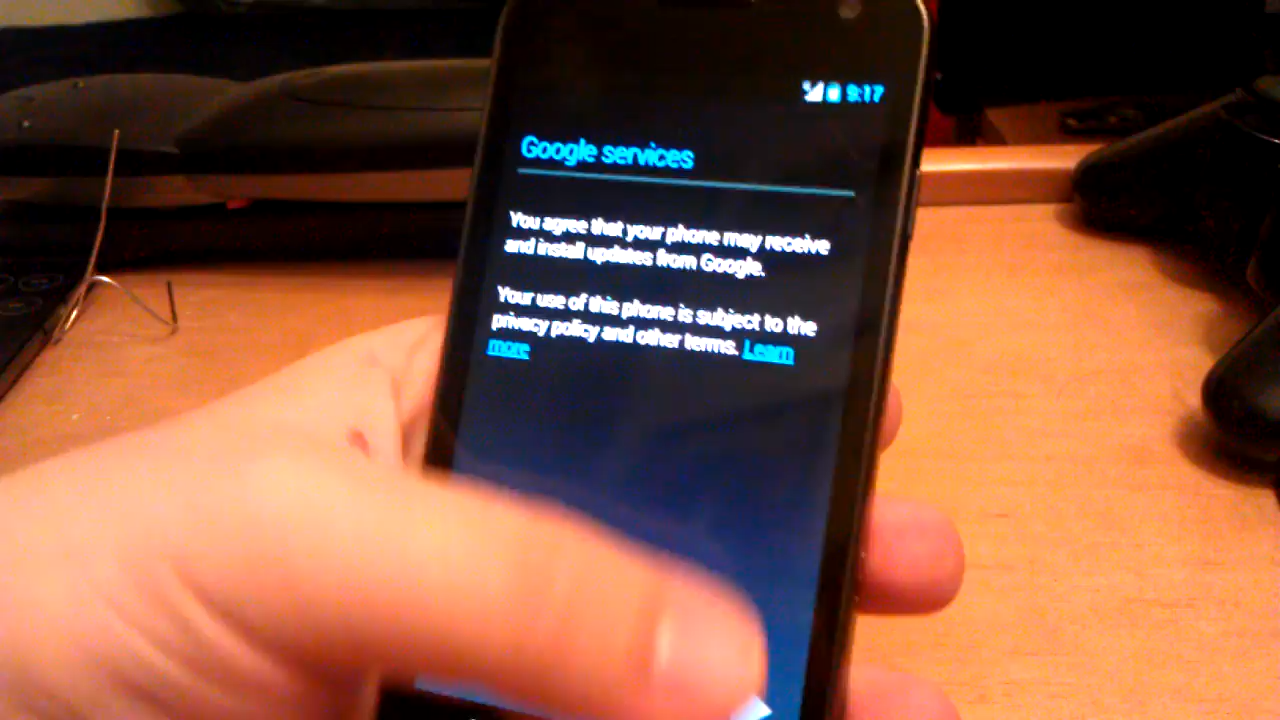 9:17
Google services
You agree that your phone may receive
and install updates from Google.
Your use of this phone is subject to the
privacy policy and other terms. Learn
more